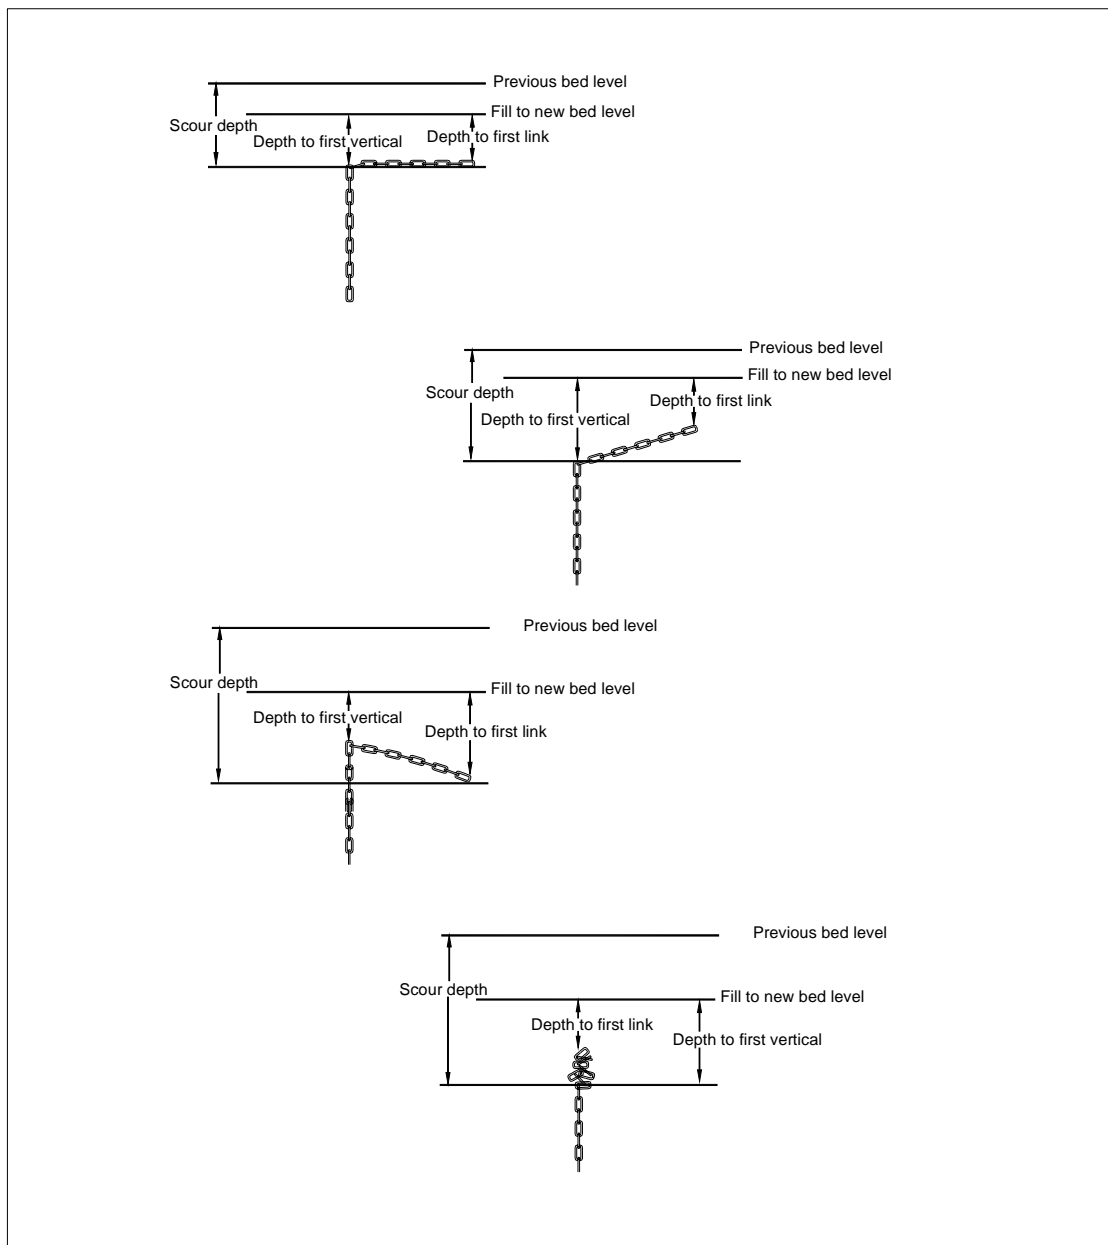 Previous bed level
Fill to new bed level
Scour depth
Depth to first vertical
Depth to first link
Previous bed level
Fill to new bed level
Scour depth
Depth to first link
Depth to first vertical
Previous bed level
Scour depth
Fill to new bed level
Depth to first vertical
Depth to first link
Previous bed level
Scour depth
Fill to new bed level
Depth to first link
Depth to first vertical